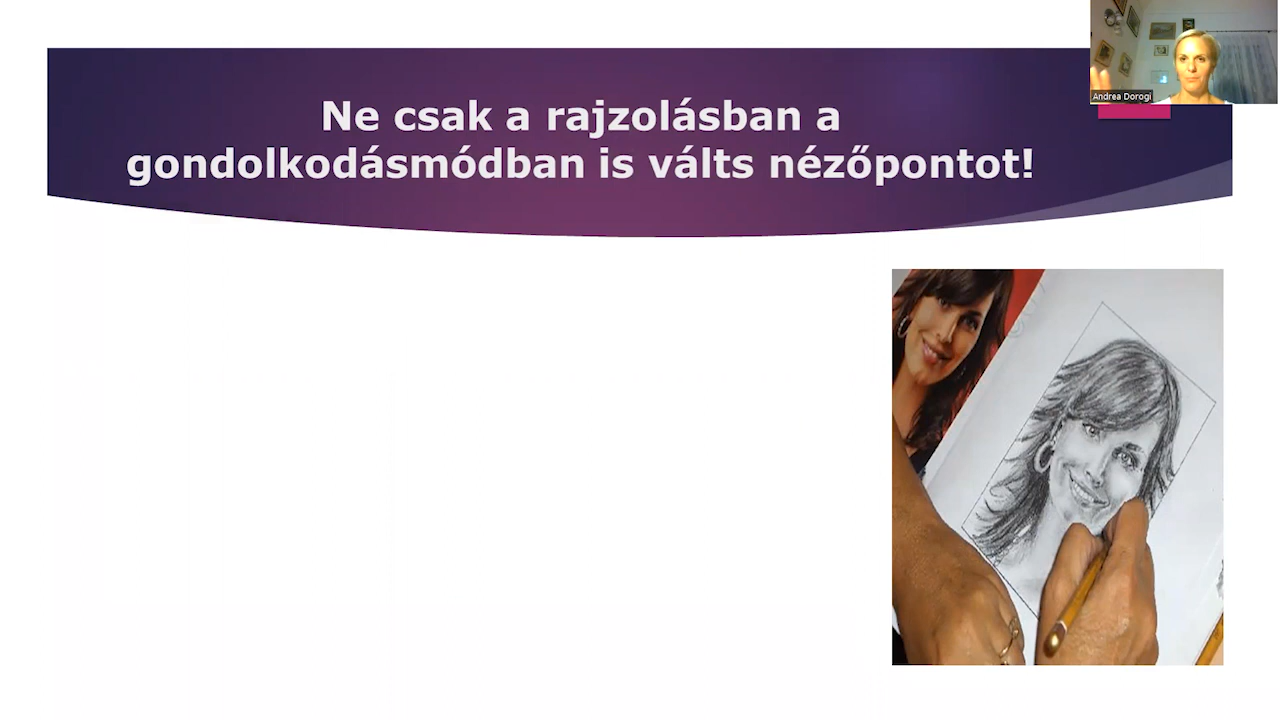 Ne csak a rajzolásban a
gondolkodásmódban is válts nézőpontot!
Andrea Dorogi